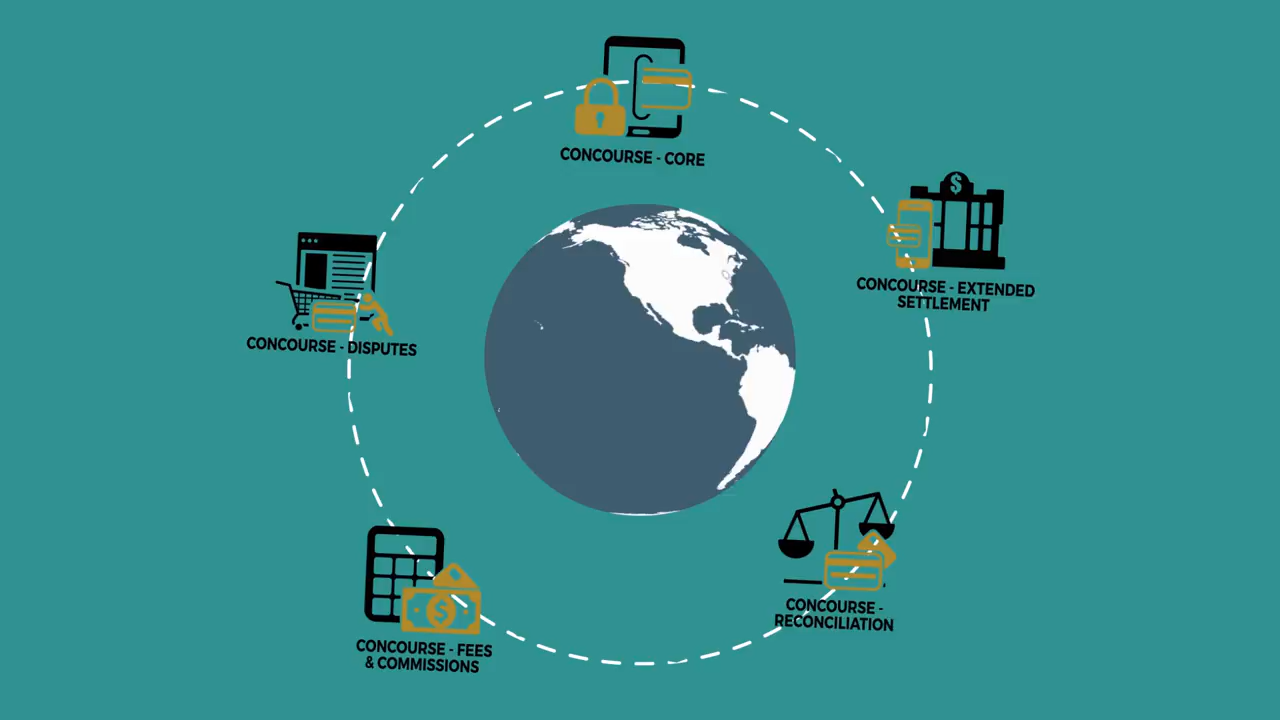 CONCOURSE - CORE
CONCOURSE - EXTENDED
SETTLEMENT
CONCOURSE - DISPUTES
CONCOURSE -
RECONCILIATION
CONCOURSE - FEES
& COMMISSIONS